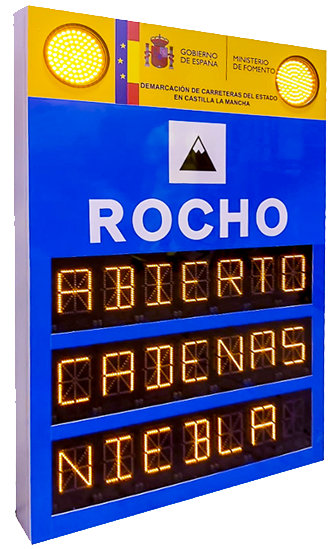 GOBIERNO
DE ESPAÑA
MINISTERIO
DE FOMENTO
DEMARCACIÓN DE CARRETERAS DEL ESTADO
EN CASTILLA LA MANCHA
ROCHO
ABIERTO
CADENAS
NIEBLA